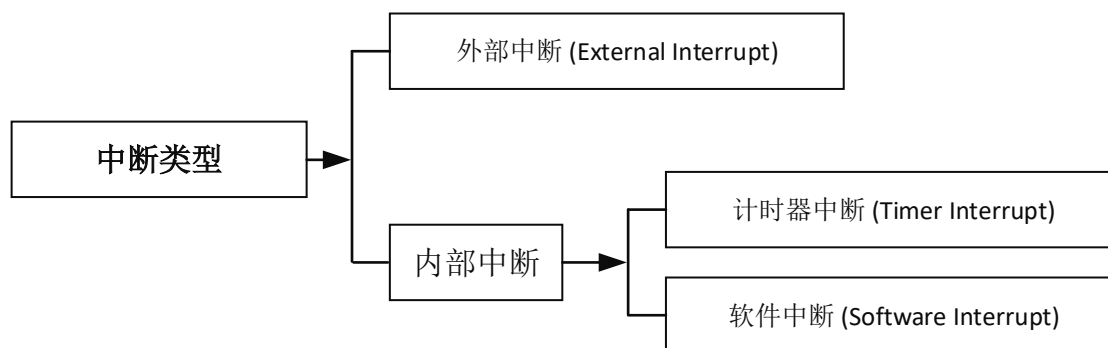 外部中断 (External Interrupt)
中断类型
计时器中断 (Timer Interrupt)
内部中断
软件中断 (Software Interrupt)